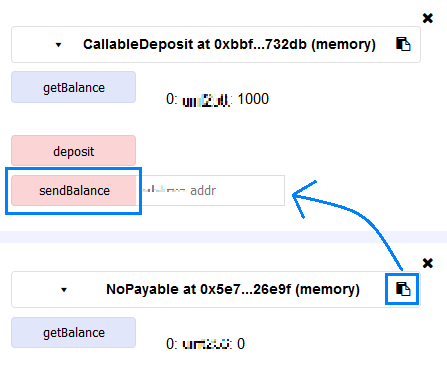 CallableDeposit at 0xbbf...732db (memory)
getBalance
0: : 1000
deposit
sendBalance addr
NoPayable at 0x5e7...26e9f (memory)
getBalance
0: : 0